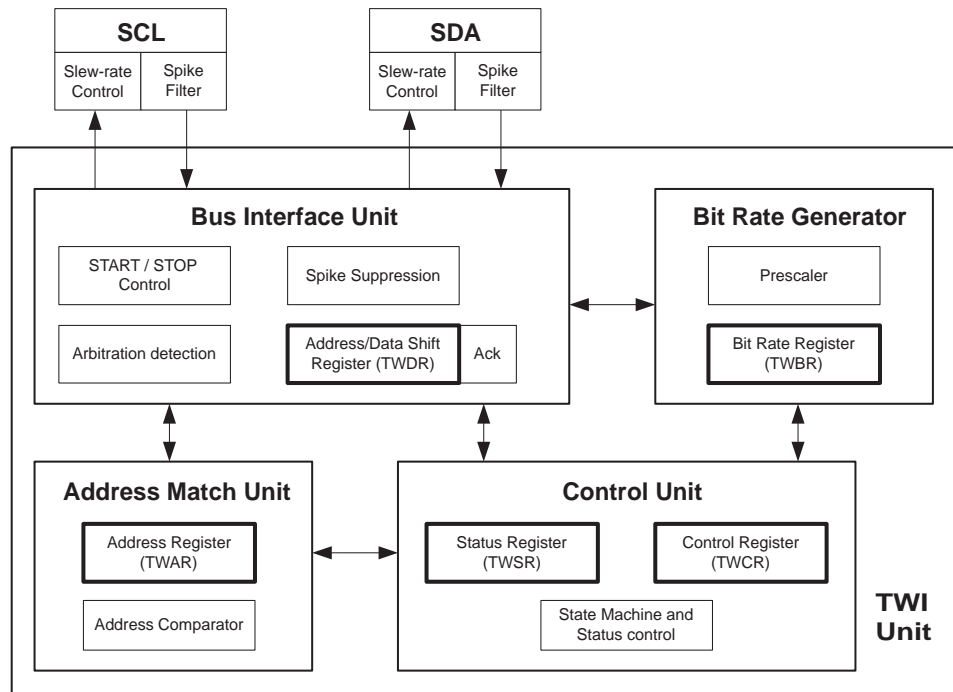 SCL
Slew-rate
Control
Spike
Filter
SDA
Slew-rate
Control
Spike
Filter
Bus Interface Unit
START / STOP
Control
Spike Suppression
Arbitration detection
Address/Data Shift
Register (TWDR)
Ack
Bit Rate Generator
Prescaler
Bit Rate Register
(TWBR)
Address Match Unit
Address Register
(TWAR)
Address Comparator
Control Unit
Status Register
(TWSR)
Control Register
(TWCR)
State Machine and
Status control
TWI
Unit